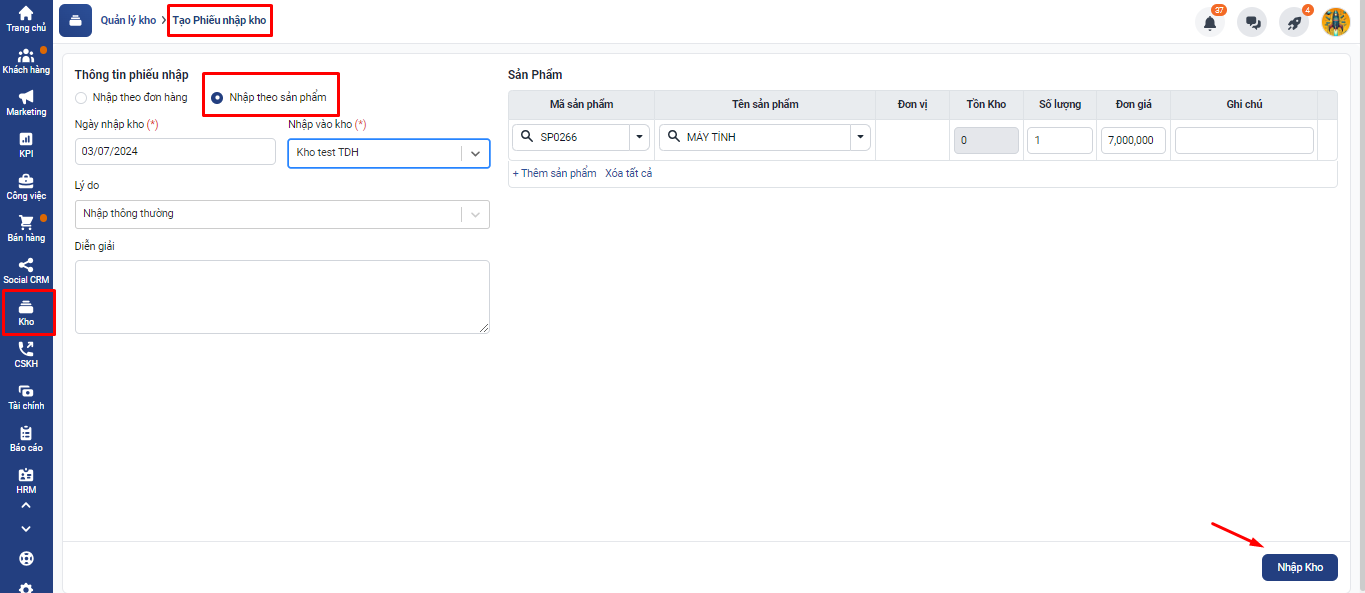 Trang chủ
Khách hàng
Marketing
KPI
Công việc
Bán hàng
Social CRM
Kho
CSKH
Tài chính
Báo cáo
HRM
Quản lý kho > Tạo Phiếu nhập kho
37
4
Thông tin phiếu nhập
Nhập theo đơn hàng
Nhập theo sản phẩm
Ngày nhập kho (*)
Nhập vào kho (*)
03/07/2024
Kho test TDH
Lý do
Nhập thông thường
Diễn giải
Sản Phẩm
Mã sản phẩm Tên sản phẩm Đơn vị Tồn Kho Số lượng Đơn giá Ghi chú
SP0266 MÁY TÍNH 0 1 7,000,000
+ Thêm sản phẩm Xóa tất cả
Nhập Kho